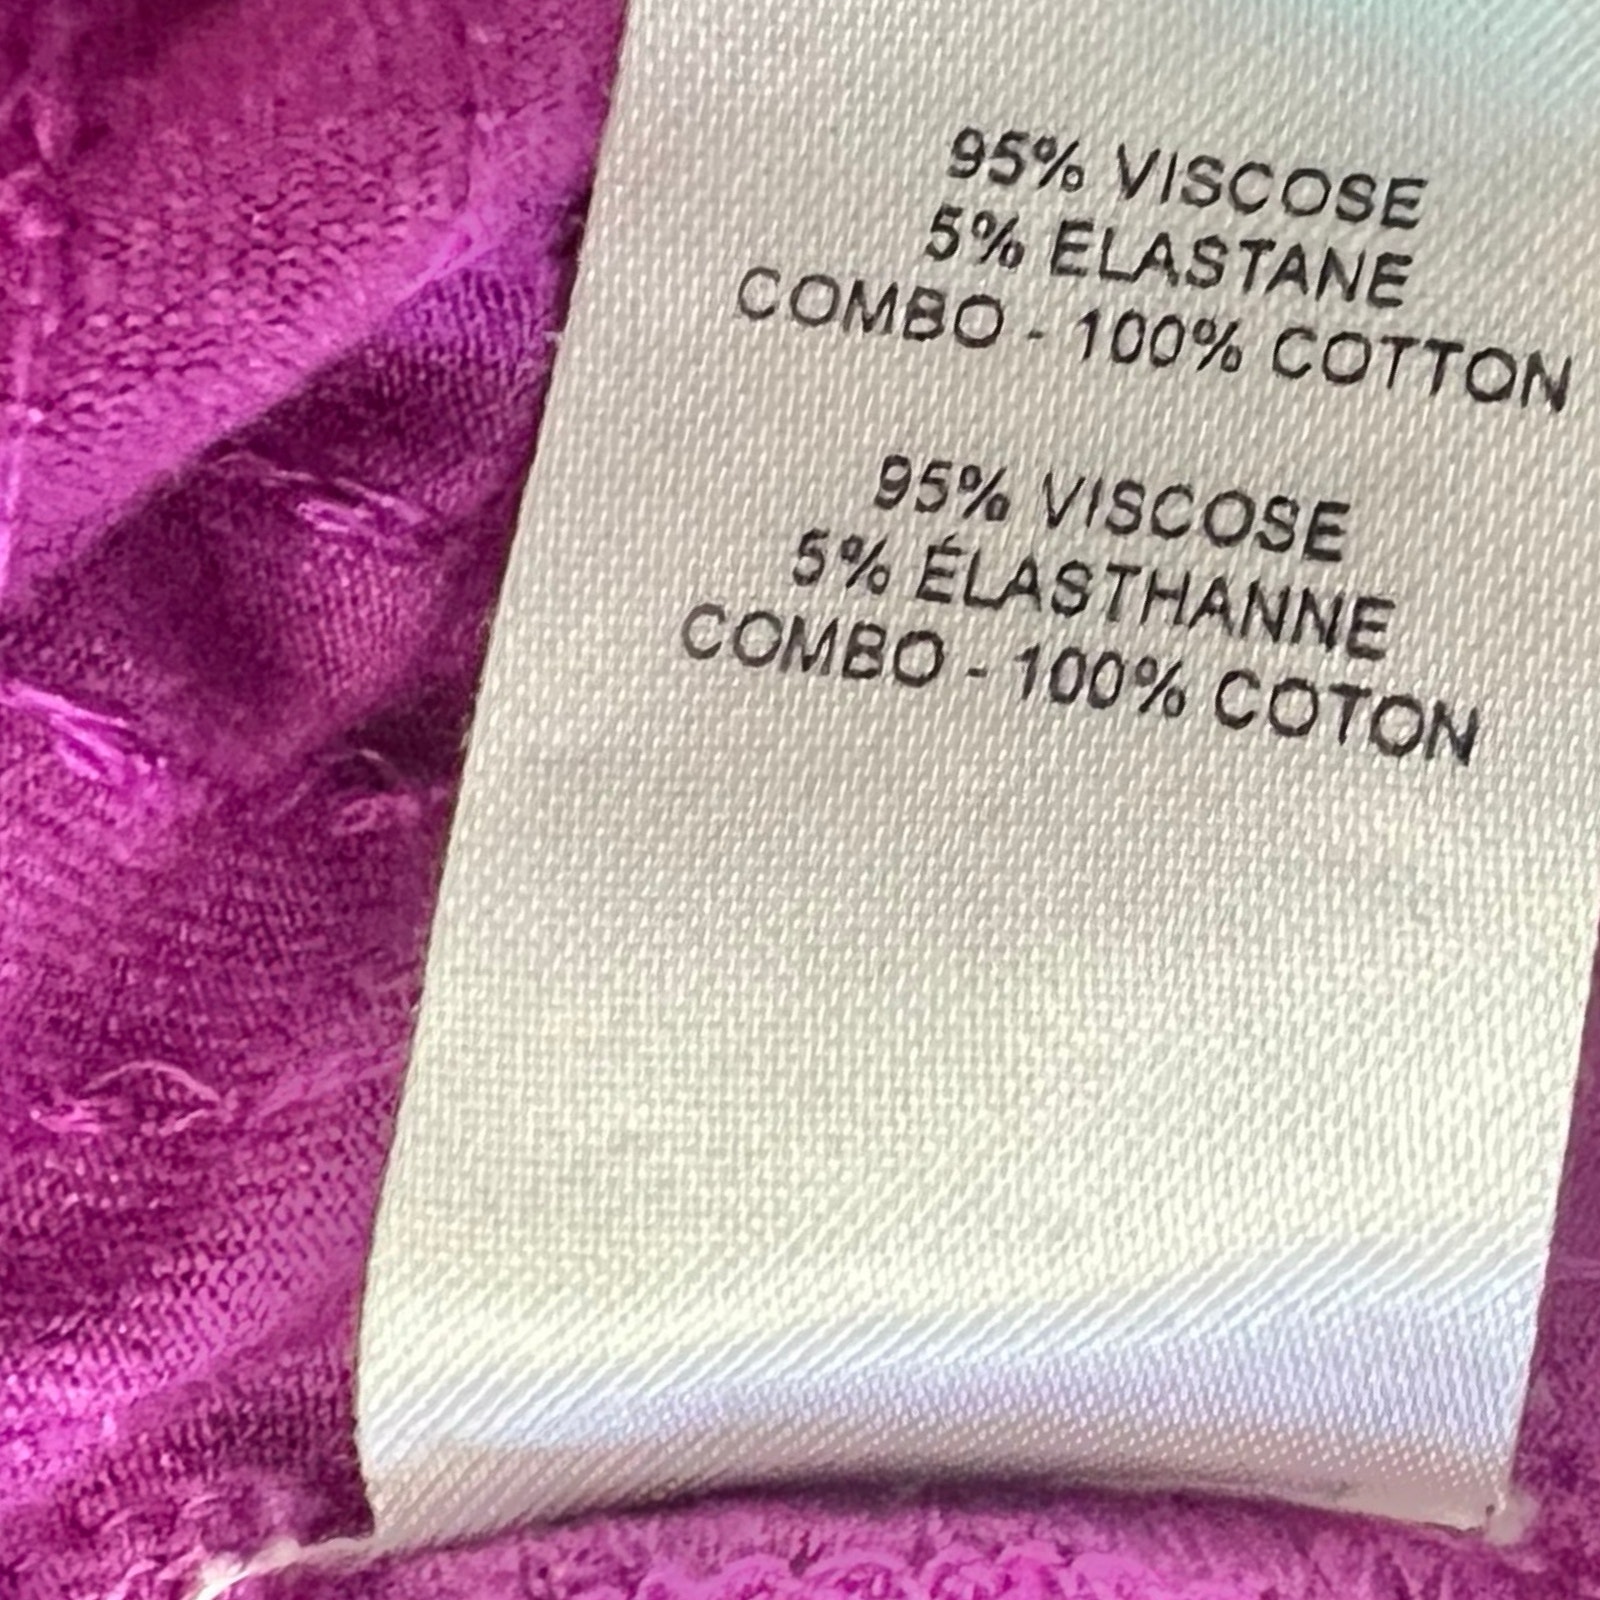 95% VISCOSE
5% ELASTANE
COMBO - 100% COTTON
95% VISCOSE
5% ÉLASTHANNE
COMBO - 100% COTON